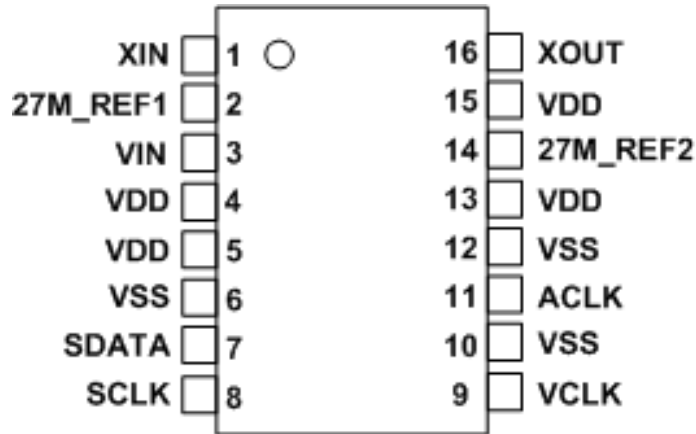 XIN 1 16 XOUT
27M_REF1 2 15 VDD
VIN 3 14 27M_REF2
VDD 4 13 VDD
VDD 5 12 VSS
VSS 6 11 ACLK
SDATA 7 10 VSS
SCLK 8 9 VCLK